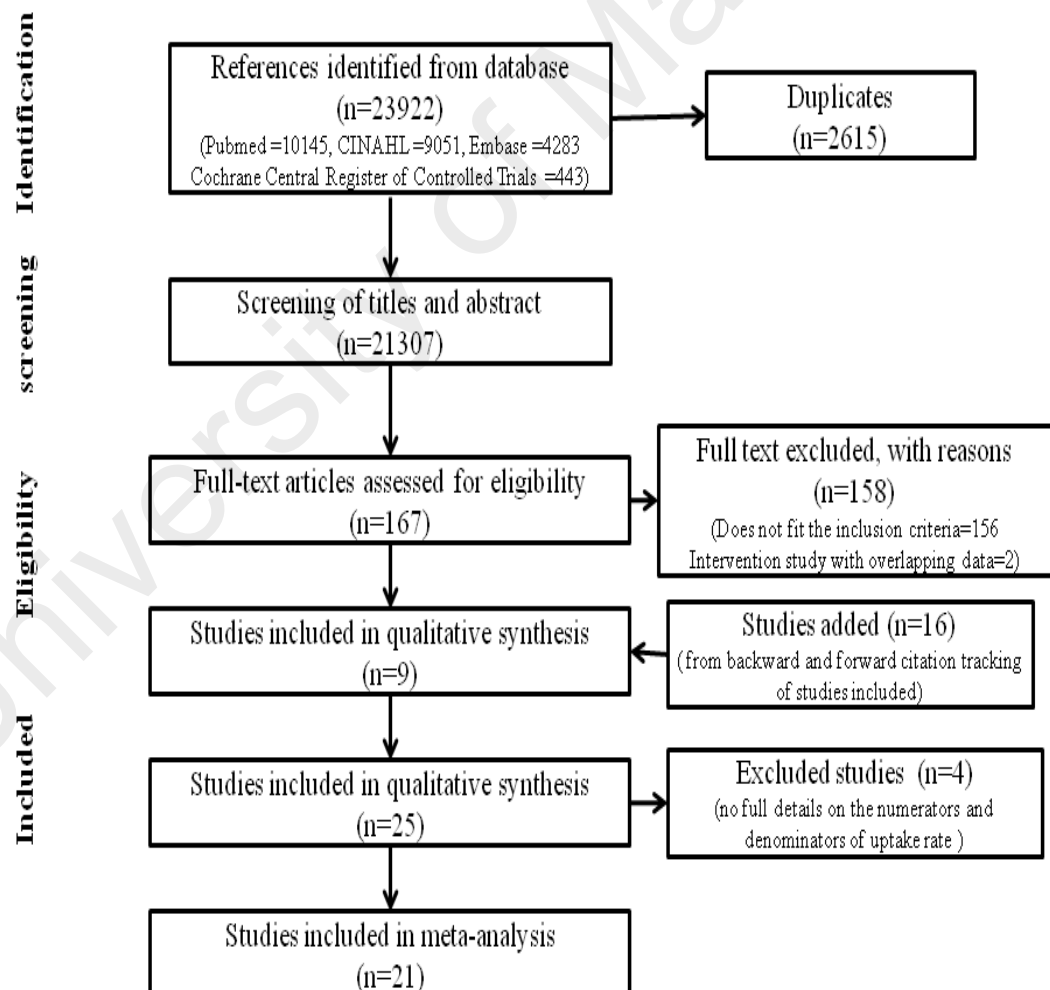 Identification
References identified from database
(n=23922)
(Pubmed =10145, CINAHL =9051, Embase =4283
Cochrane Central Register of Controlled Trials =443)
Duplicates
(n=2615)
screening
Screening of titles and abstract
(n=21307)
Eligibility
Full-text articles assessed for eligibility
(n=167)
Full text excluded, with reasons
(n=158)
(Does not fit the inclusion criteria=156
Intervention study with overlapping data=2)
Studies included in qualitative synthesis
(n=9)
Studies added (n=16)
(from backward and forward citation tracking
of studies included)
Included
Studies included in qualitative synthesis
(n=25)
Excluded studies (n=4)
(no full details on the numerators and
denominators of uptake rate )
Studies included in meta-analysis
(n=21)
University of Ma